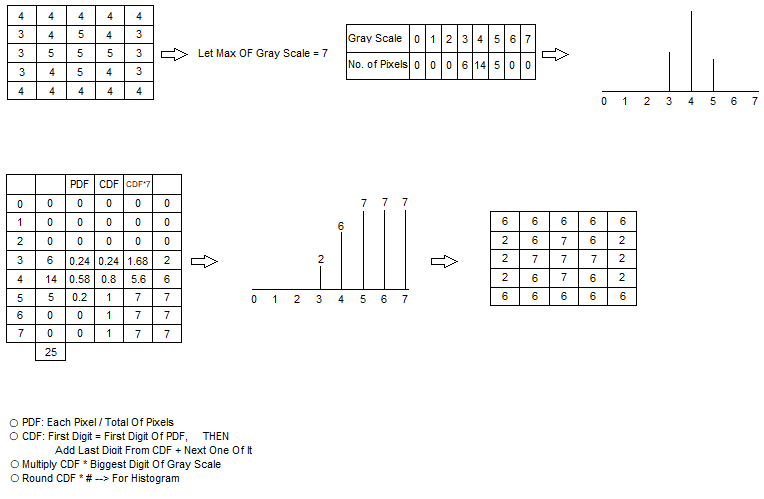 4 4 4 4 4
3 4 5 4 3
3 5 5 5 3
3 4 5 4 3
4 4 4 4 4
Let Max OF Gray Scale = 7
Gray Scale 0 1 2 3 4 5 6 7
No. of Pixels 0 0 0 6 14 5 0 0
0 1 2 3 4 5 6 7
PDF CDF CDF*7
0 0 0 0 0 0
1 0 0 0 0 0
2 0 0 0 0 0
3 6 0.24 0.24 1.68 2
4 14 0.58 0.8 5.6 6
5 5 0.2 1 7 7
6 0 0 1 7 7
7 0 0 1 7 7
25
2 6 7 7 7
0 1 2 3 4 5 6 7
6 6 6 6 6
2 6 7 6 2
2 7 7 7 2
2 6 7 6 2
6 6 6 6 6
PDF: Each Pixel / Total Of Pixels
CDF: First Digit = First Digit Of PDF, THEN
Add Last Digit From CDF + Next One Of It
Multiply CDF * Biggest Digit Of Gray Scale
Round CDF * # --> For Histogram